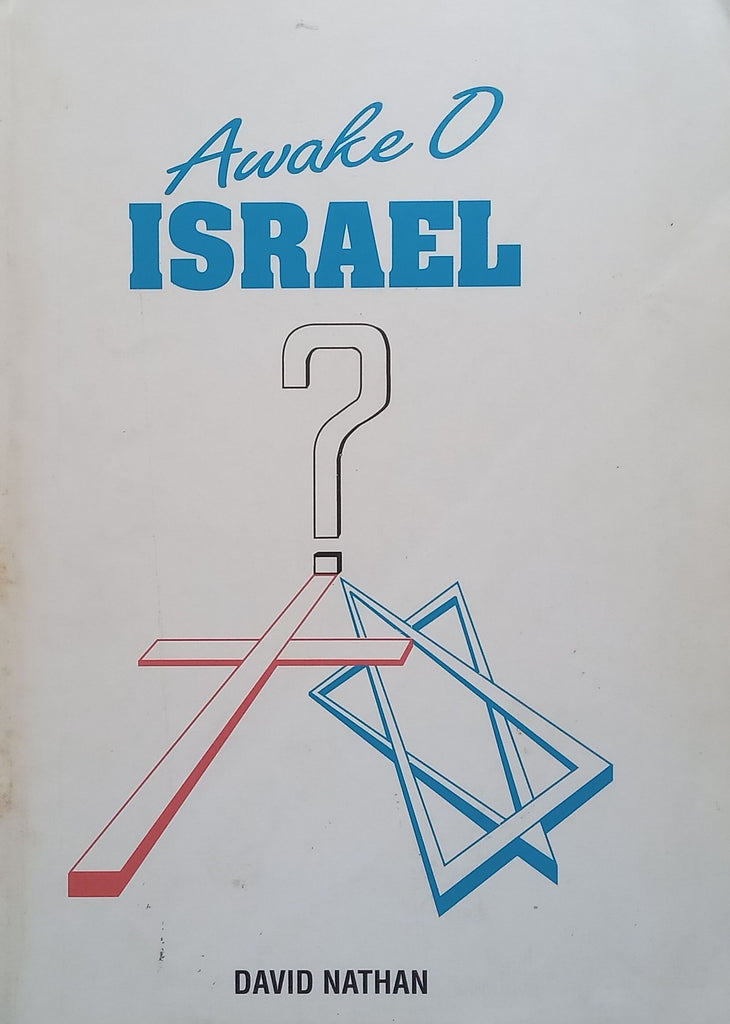 Awake O
ISRAEL
?
DAVID NATHAN